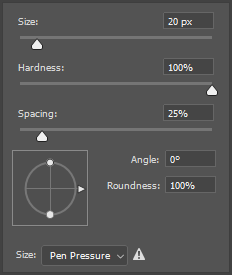 Size: 20 px
Hardness: 100%
Spacing: 25%
Angle: 0°
Roundness: 100%
Size: Pen Pressure